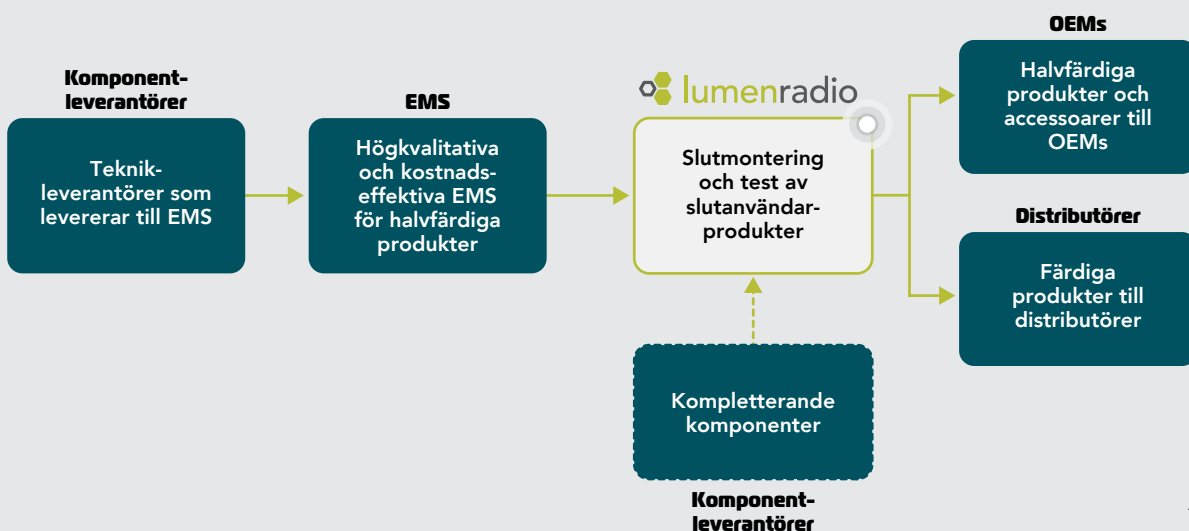 Komponent-
leverantörer
Teknik-
leverantörer som
levererar till EMS
EMS
Högkvalitativa
och kostnads-
effektiva EMS
för halvfärdiga
produkter
lumenradio
Slutmontering
och test av
slutanvändar-
produkter
Kompletterande
komponenter
Komponent-
leverantörer
OEMs
Halvfärdiga
produkter och
accessoarer till
OEMs
Distributörer
Färdiga
produkter till
distributörer